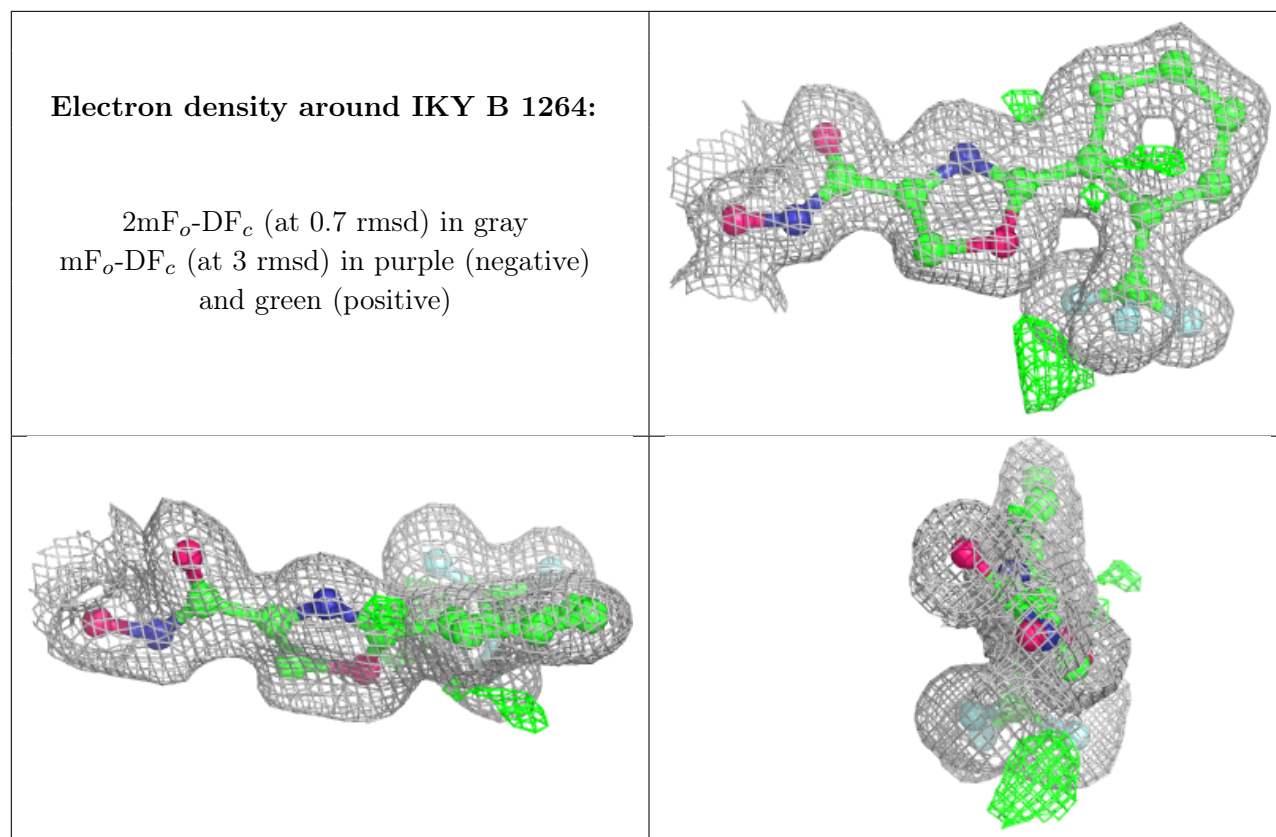 Electron density around IKY B 1264:
2mFₒ-DF𝑐 (at 0.7 rmsd) in gray
mFₒ-DF𝑐 (at 3 rmsd) in purple (negative)
and green (positive)